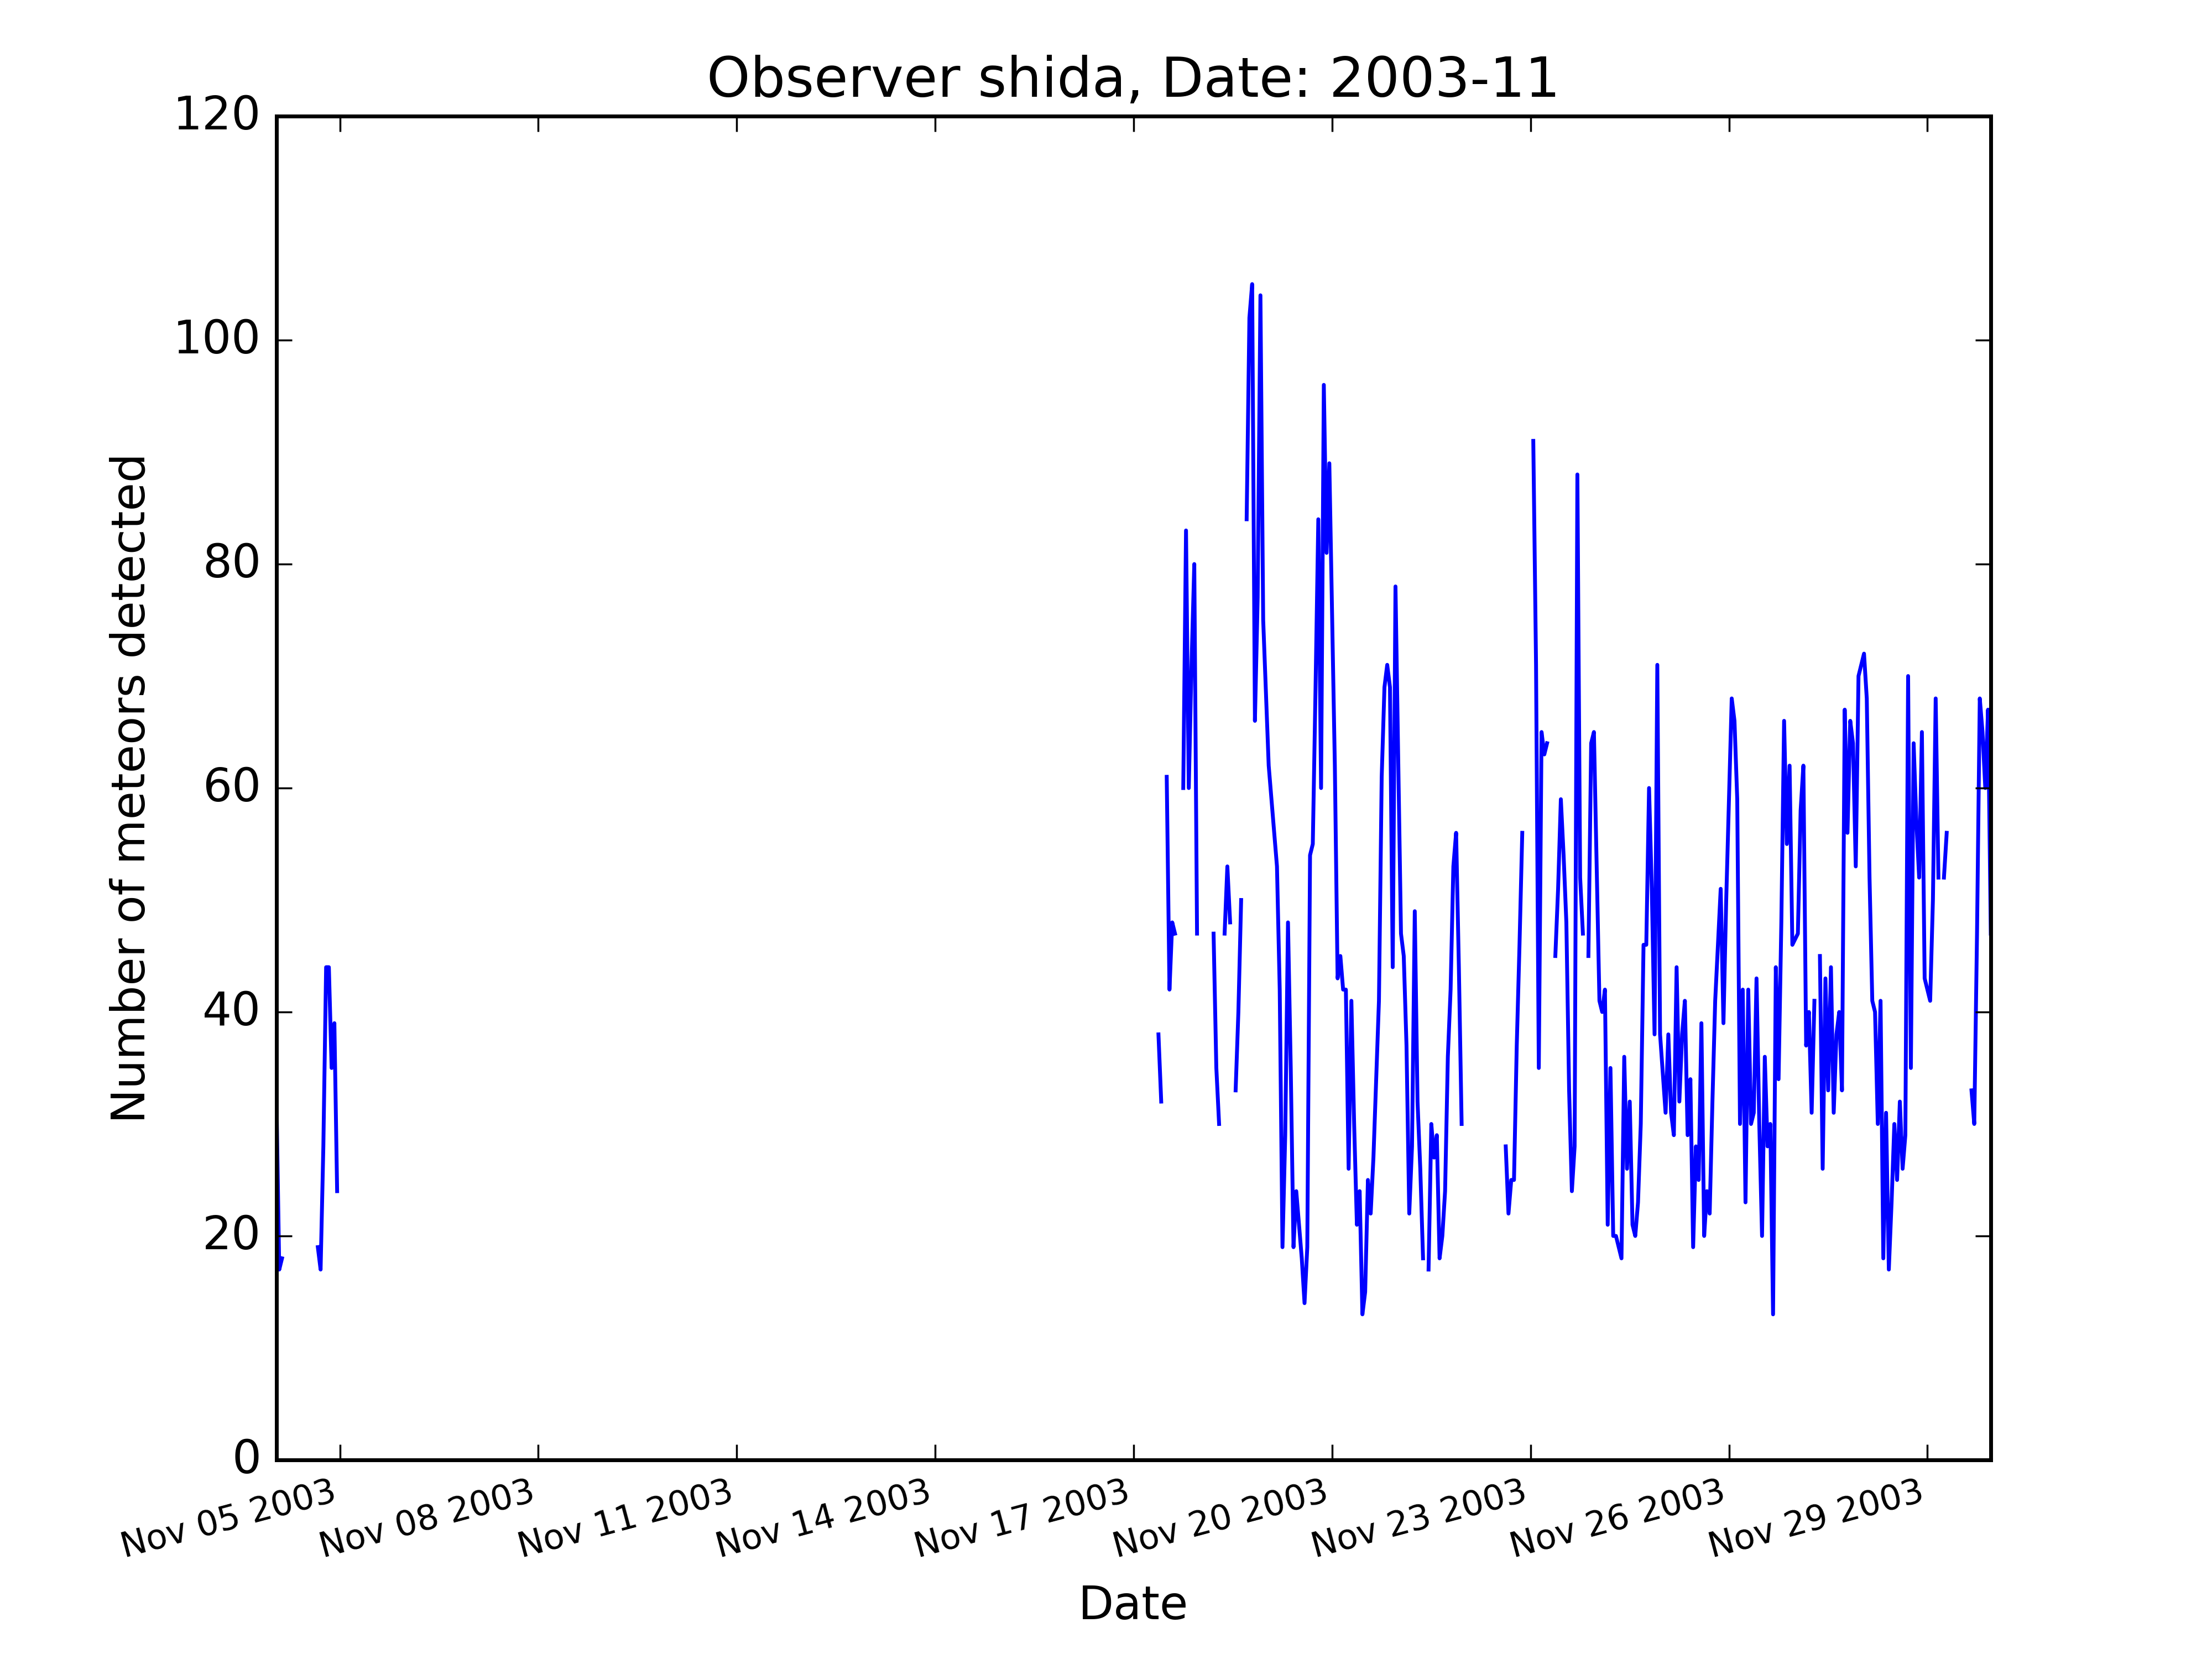 Observer shida, Date: 2003-11
120
100
80
60
40
20
0
Number of meteors detected
Nov 05 2003
Nov 08 2003
Nov 11 2003
Nov 14 2003
Nov 17 2003
Nov 20 2003
Nov 23 2003
Nov 26 2003
Nov 29 2003
Date